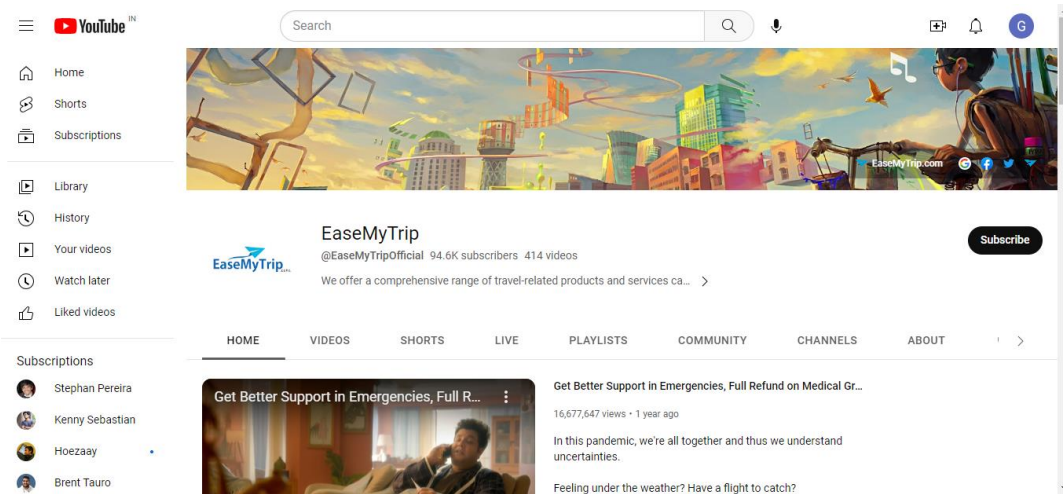 YouTube IN
Search
G
Home
Shorts
Subscriptions
Library
History
Your videos
Watch later
Liked videos
Subscriptions
Stephan Pereira
Kenny Sebastian
Hoezaay
Brent Tauro
EaseMyTrip.com
EaseMyTrip
EaseMyTrip
@EaseMyTripOfficial 94.6K subscribers 414 videos
We offer a comprehensive range of travel-related products and services ca...
Subscribe
HOME VIDEOS SHORTS LIVE PLAYLISTS COMMUNITY CHANNELS ABOUT
Get Better Support in Emergencies, Full R...
Get Better Support in Emergencies, Full Refund on Medical Gr...
16,677,647 views • 1 year ago
In this pandemic, we're all together and thus we understand
uncertainties.
Feeling under the weather? Have a flight to catch?